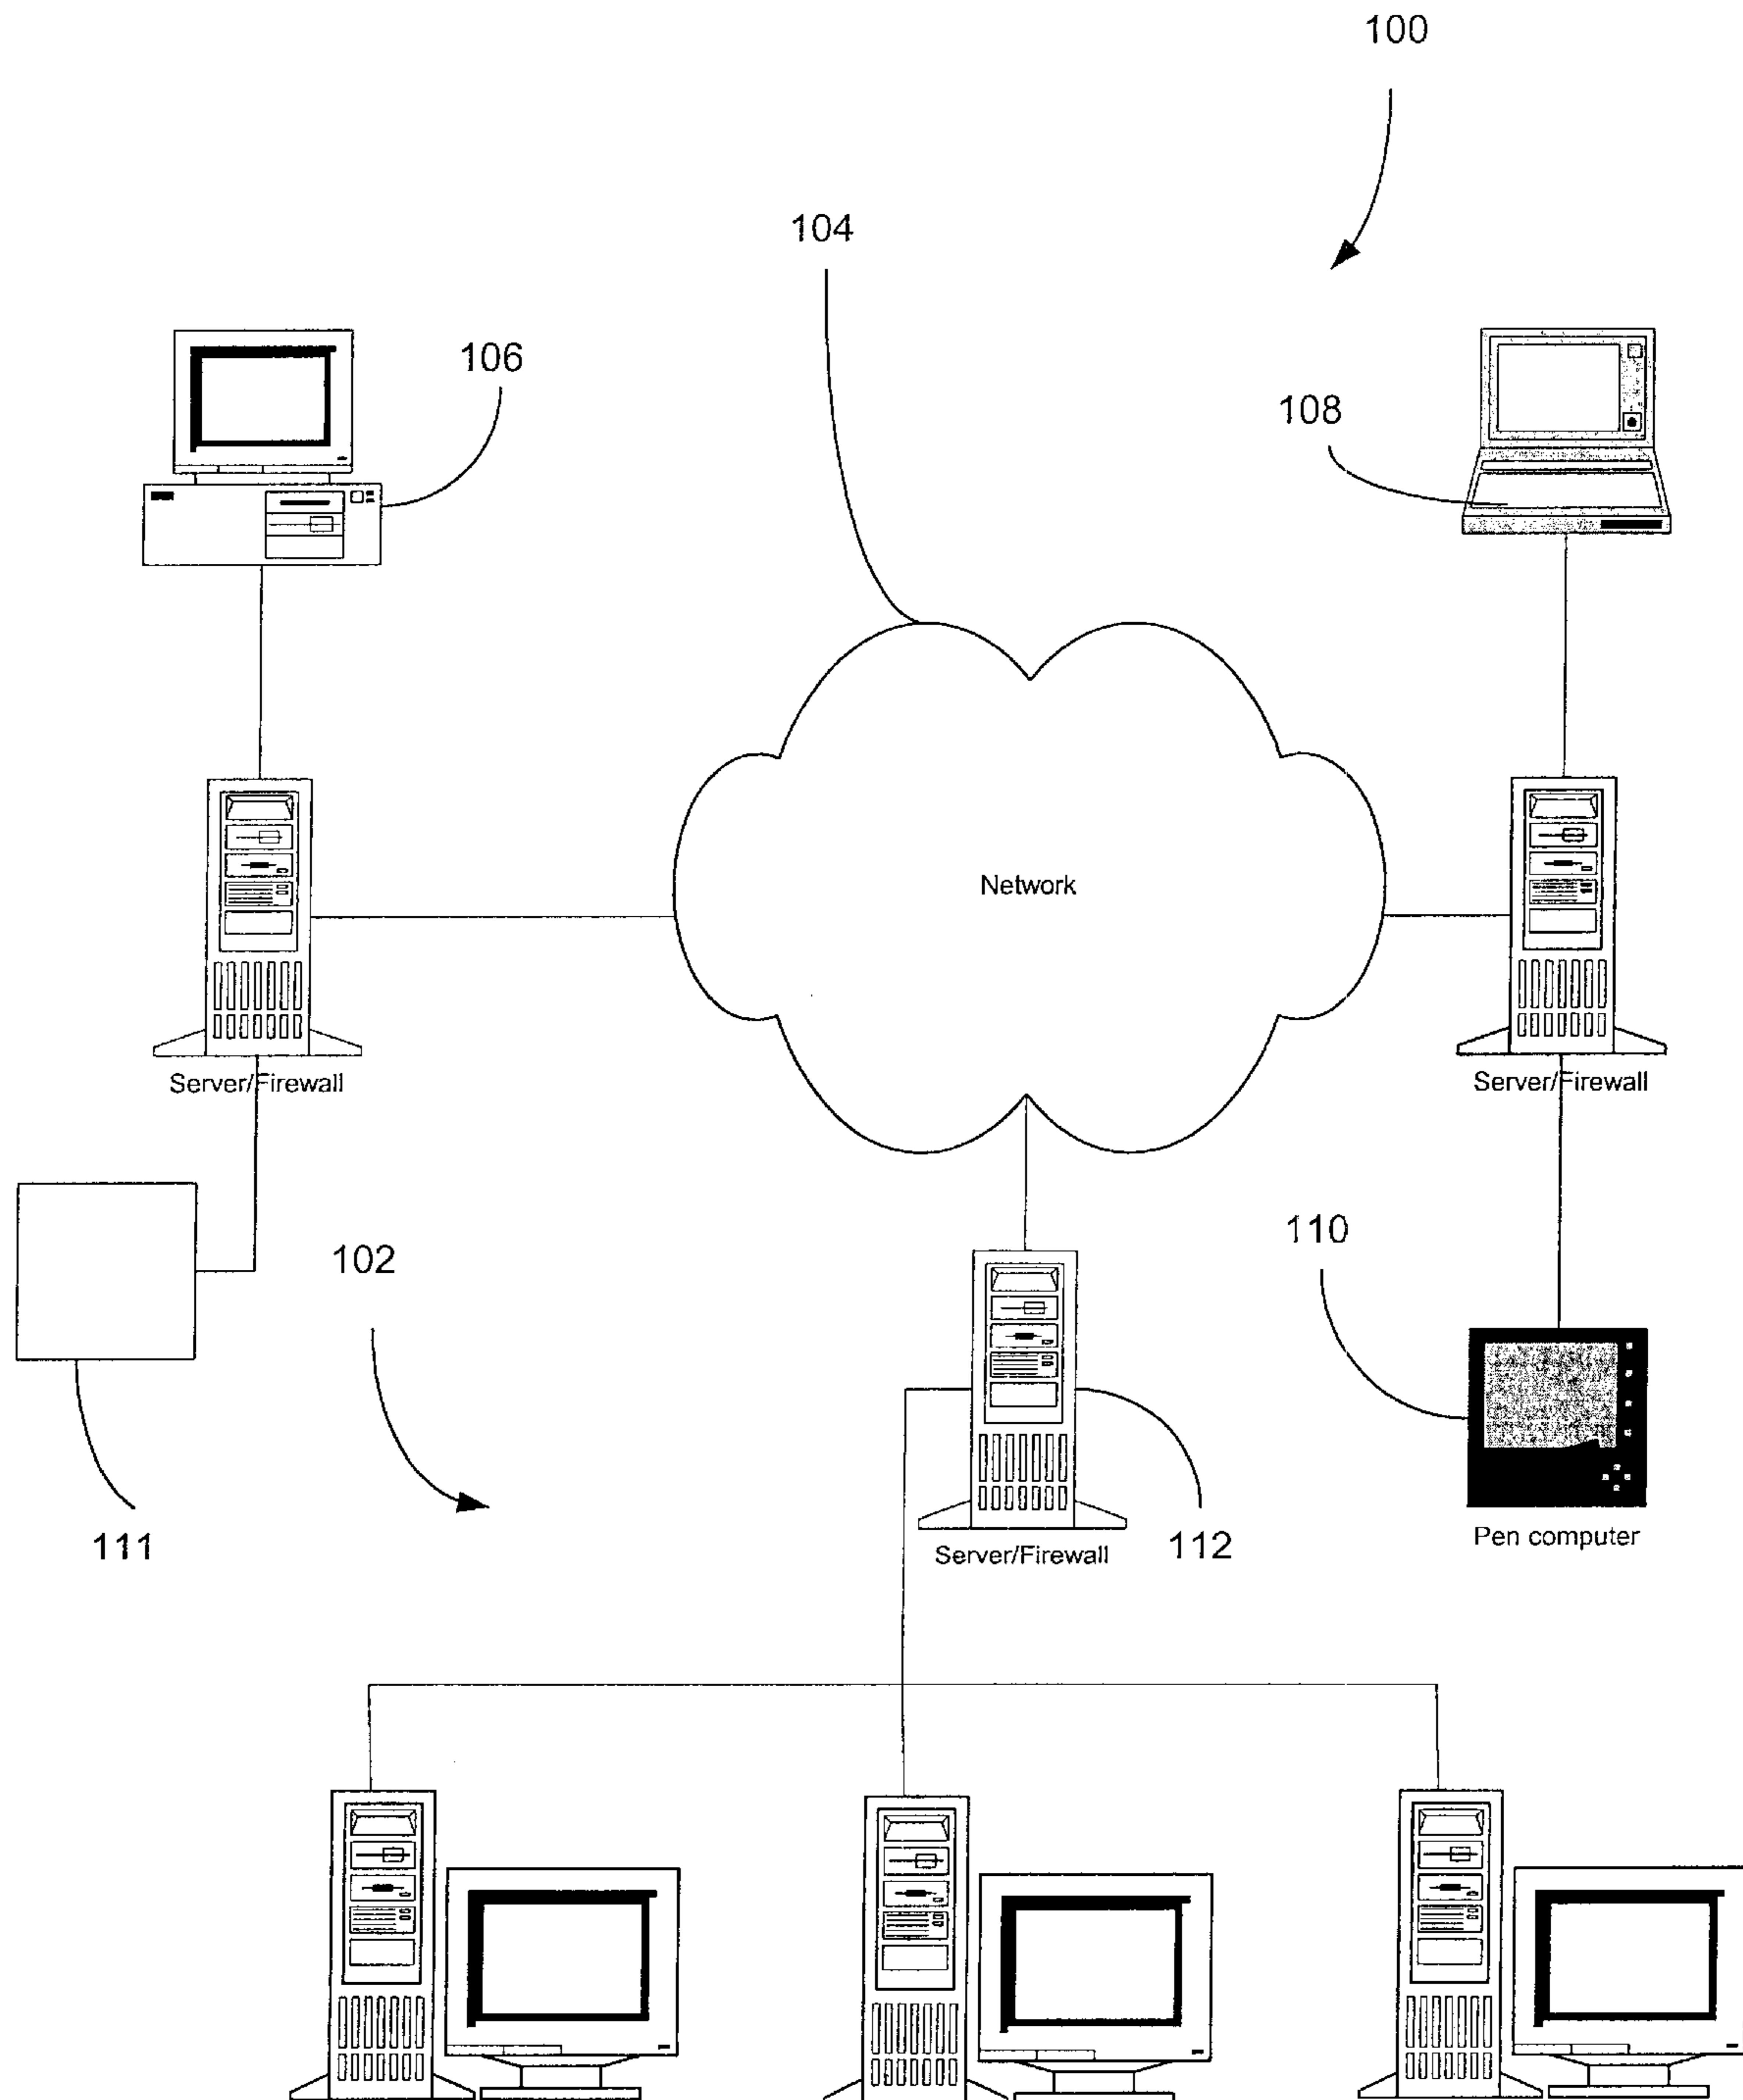 100
104
106
108
Network
Server/Firewall
Server/Firewall
102
110
111
Server/Firewall
112
Pen computer